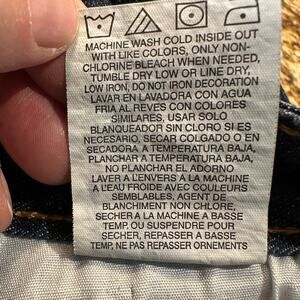 MACHINE WASH COLD INSIDE OUT
WITH LIKE COLORS, ONLY NON-
CHLORINE BLEACH WHEN NEEDED,
TUMBLE DRY LOW OR LINE DRY,
LOW IRON, DO NOT IRON DECORATION
LAVAR EN LAVADORA CON AGUA
FRIA AL REVES CON COLORES
SIMILARES, USAR SOLO
BLANQUEADOR SIN CLORO SI ES
NECESARIO, SECAR COLGADO O EN
SECADORA A TEMPERATURA BAJA,
PLANCHAR A TEMPERATURA BAJA,
NO PLANCHAR EL ADORNO
LAVER A L'ENVERS A LA MACHINE
A L'EAU FROIDE AVEC COULEURS
SEMBLABLES, AGENT DE
BLANCHIMENT NON CHLORE,
SECHER A LA MACHINE A BASSE
TEMP. OU SUSPENDRE POUR
SECHER, REPASSER A BASSE
TEMP, NE PAS REPASSER ORNEMENTS